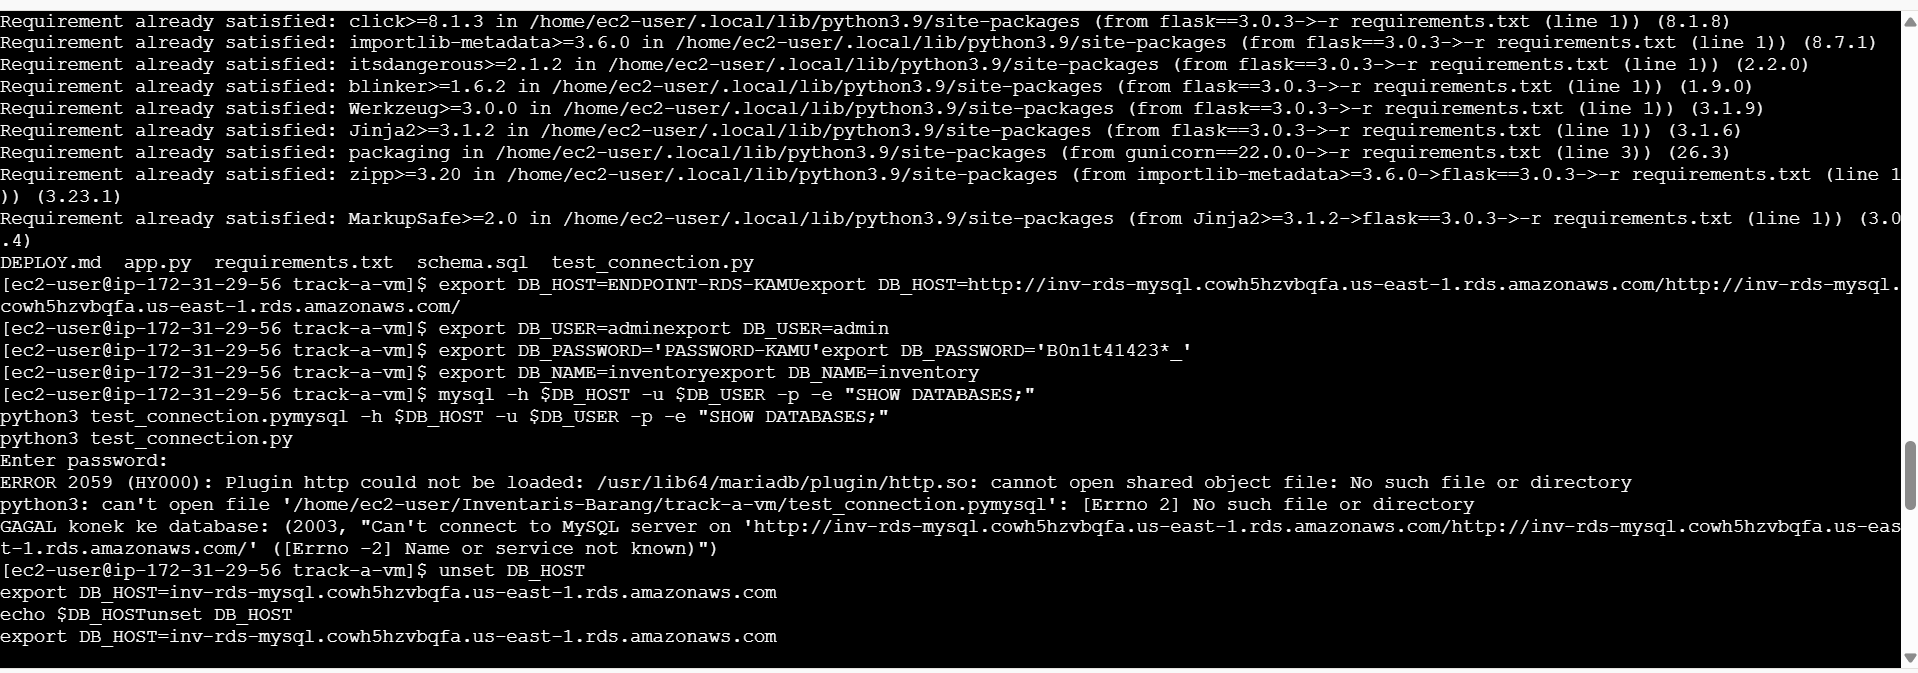 Requirement already satisfied: click>=8.1.3 in /home/ec2-user/.local/lib/python3.9/site-packages (from flask==3.0.3->-r requirements.txt (line 1)) (8.1.8)
Requirement already satisfied: importlib-metadata>=3.6.0 in /home/ec2-user/.local/lib/python3.9/site-packages (from flask==3.0.3->-r requirements.txt (line 1)) (8.7.1)
Requirement already satisfied: itsdangerous>=2.1.2 in /home/ec2-user/.local/lib/python3.9/site-packages (from flask==3.0.3->-r requirements.txt (line 1)) (2.2.0)
Requirement already satisfied: blinker>=1.6.2 in /home/ec2-user/.local/lib/python3.9/site-packages (from flask==3.0.3->-r requirements.txt (line 1)) (1.9.0)
Requirement already satisfied: Werkzeug>=3.0.0 in /home/ec2-user/.local/lib/python3.9/site-packages (from flask==3.0.3->-r requirements.txt (line 1)) (3.1.9)
Requirement already satisfied: Jinja2>=3.1.2 in /home/ec2-user/.local/lib/python3.9/site-packages (from flask==3.0.3->-r requirements.txt (line 1)) (3.1.6)
Requirement already satisfied: packaging in /home/ec2-user/.local/lib/python3.9/site-packages (from gunicorn==22.0.0->-r requirements.txt (line 3)) (26.3)
Requirement already satisfied: zipp>=3.20 in /home/ec2-user/.local/lib/python3.9/site-packages (from importlib-metadata>=3.6.0->flask==3.0.3->-r requirements.txt (line 1
)) (3.23.1)
Requirement already satisfied: MarkupSafe>=2.0 in /home/ec2-user/.local/lib/python3.9/site-packages (from Jinja2>=3.1.2->flask==3.0.3->-r requirements.txt (line 1)) (3.0
.4)
DEPLOY.md  app.py  requirements.txt  schema.sql  test_connection.py
[ec2-user@ip-172-31-29-56 track-a-vm]$ export DB_HOST=ENDPOINT-RDS-KAMUexport DB_HOST=http://inv-rds-mysql.cowh5hzvbqfa.us-east-1.rds.amazonaws.com/http://inv-rds-mysql.
cowh5hzvbqfa.us-east-1.rds.amazonaws.com/
[ec2-user@ip-172-31-29-56 track-a-vm]$ export DB_USER=adminexport DB_USER=admin
[ec2-user@ip-172-31-29-56 track-a-vm]$ export DB_PASSWORD='PASSWORD-KAMU'export DB_PASSWORD='B0n1t41423*_'
[ec2-user@ip-172-31-29-56 track-a-vm]$ export DB_NAME=inventoryexport DB_NAME=inventory
[ec2-user@ip-172-31-29-56 track-a-vm]$ mysql -h $DB_HOST -u $DB_USER -p -e "SHOW DATABASES;"
python3 test_connection.pymysql -h $DB_HOST -u $DB_USER -p -e "SHOW DATABASES;"
python3 test_connection.py
Enter password:
ERROR 2059 (HY000): Plugin http could not be loaded: /usr/lib64/mariadb/plugin/http.so: cannot open shared object file: No such file or directory
python3: can't open file '/home/ec2-user/Inventaris-Barang/track-a-vm/test_connection.pymysql': [Errno 2] No such file or directory
GAGAL konek ke database: (2003, "Can't connect to MySQL server on 'http://inv-rds-mysql.cowh5hzvbqfa.us-east-1.rds.amazonaws.com/http://inv-rds-mysql.cowh5hzvbqfa.us-eas
t-1.rds.amazonaws.com/' ([Errno -2] Name or service not known)")
[ec2-user@ip-172-31-29-56 track-a-vm]$ unset DB_HOST
export DB_HOST=inv-rds-mysql.cowh5hzvbqfa.us-east-1.rds.amazonaws.com
echo $DB_HOSTunset DB_HOST
export DB_HOST=inv-rds-mysql.cowh5hzvbqfa.us-east-1.rds.amazonaws.com